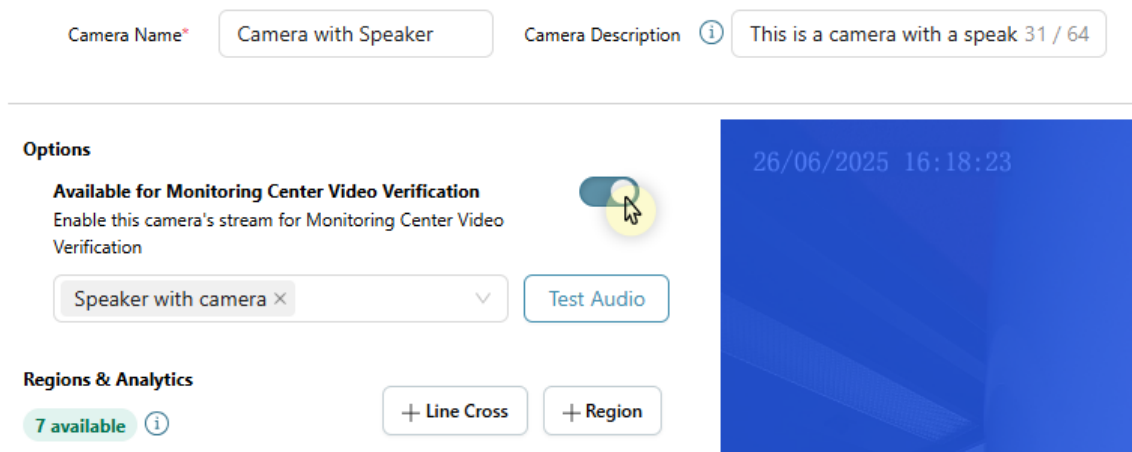 Camera Name* Camera with Speaker Camera Description This is a camera with a speak 31 / 64
Options
26/06/2025 16:18:23
Available for Monitoring Center Video Verification
Enable this camera's stream for Monitoring Center Video
Verification
Speaker with camera × Test Audio
Regions & Analytics
7 available + Line Cross + Region